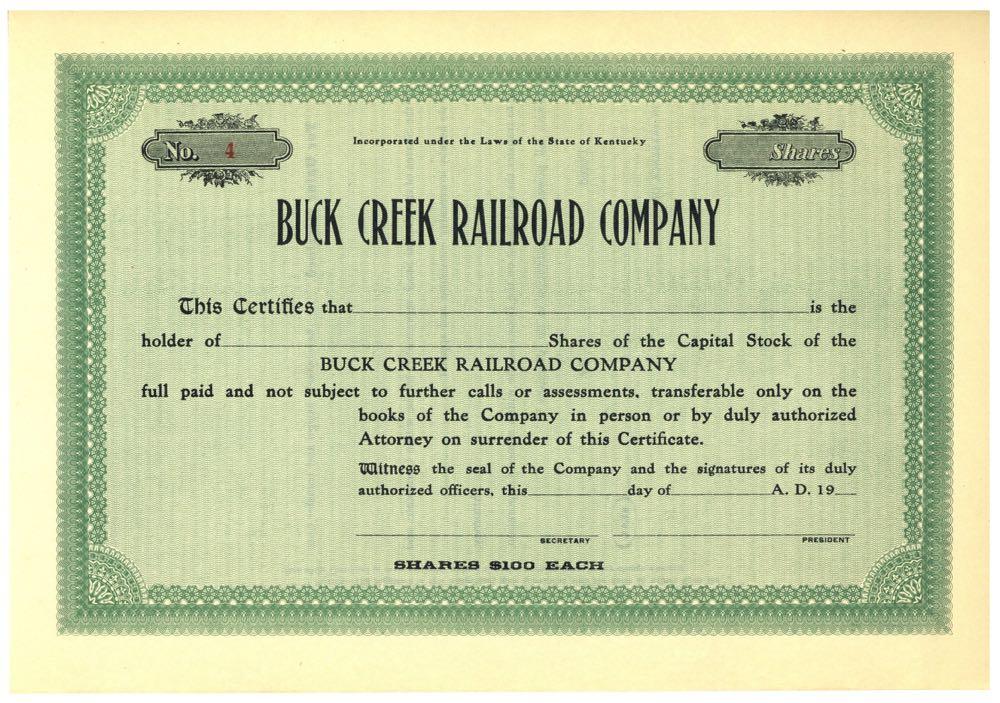 No. 4
Incorporated under the Laws of the State of Kentucky
Shares
BUCK CREEK RAILROAD COMPANY
This Certifies that is the
holder of Shares of the Capital Stock of the
BUCK CREEK RAILROAD COMPANY
full paid and not subject to further calls or assessments, transferable only on the
books of the Company in person or by duly authorized
Attorney on surrender of this Certificate.
Witness the seal of the Company and the signatures of its duly
authorized officers, this day of A. D. 19
SECRETARY PRESIDENT
SHARES $100 EACH